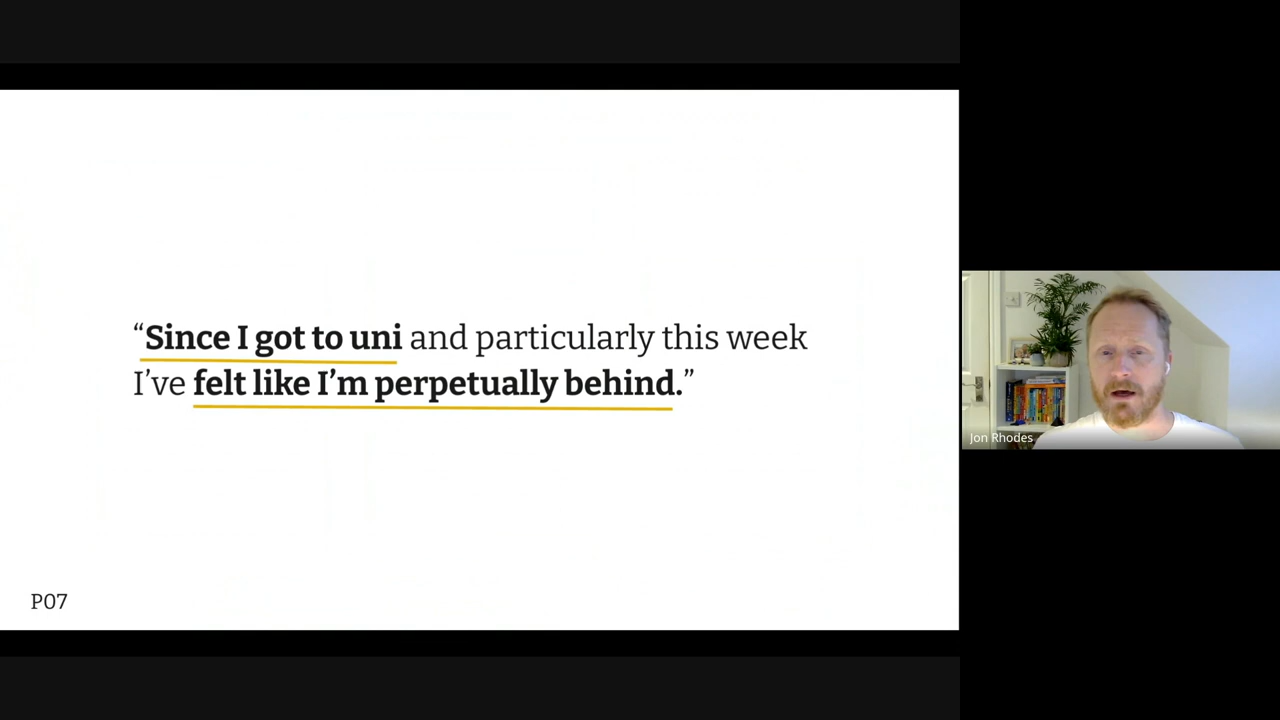 “Since I got to uni and particularly this week
I’ve felt like I’m perpetually behind.”
P07
Jon Rhodes